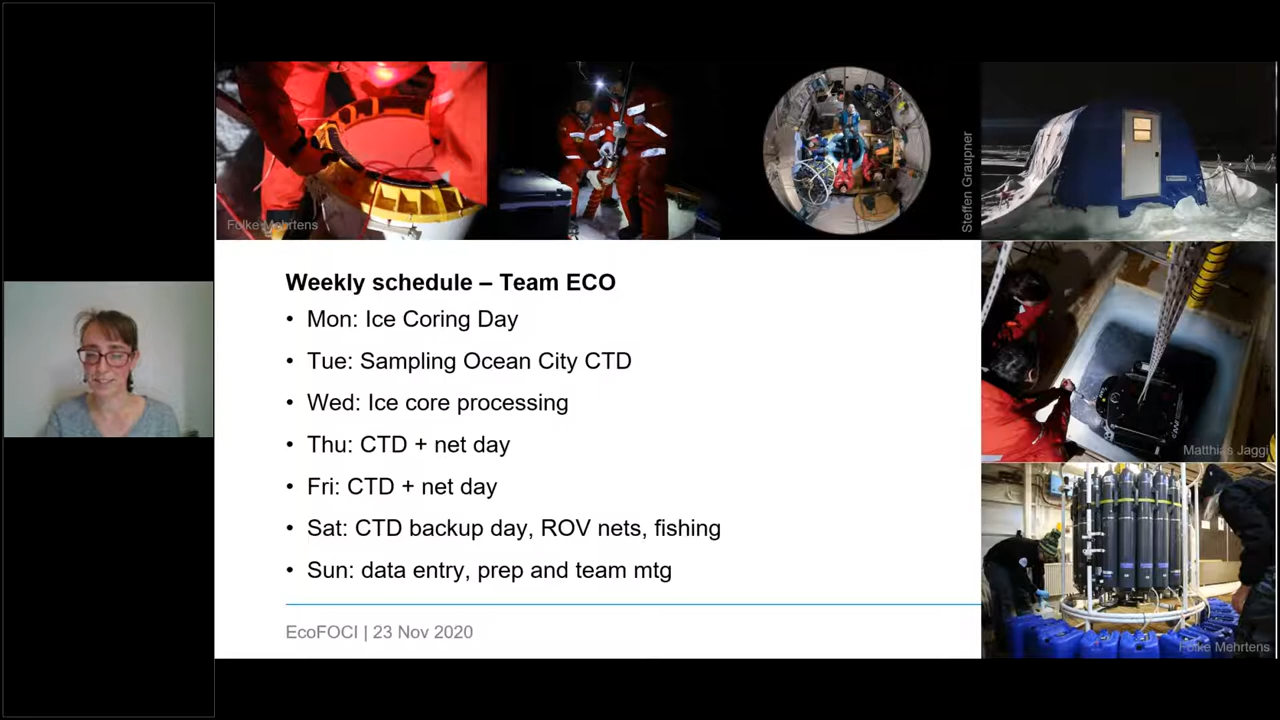 Folke Mehrtens
Steffen Graupner
Weekly schedule – Team ECO
• Mon: Ice Coring Day
• Tue: Sampling Ocean City CTD
• Wed: Ice core processing
• Thu: CTD + net day
• Fri: CTD + net day
• Sat: CTD backup day, ROV nets, fishing
• Sun: data entry, prep and team mtg
Matthias Jaggi
EcoFOCI | 23 Nov 2020
Folke Mehrtens